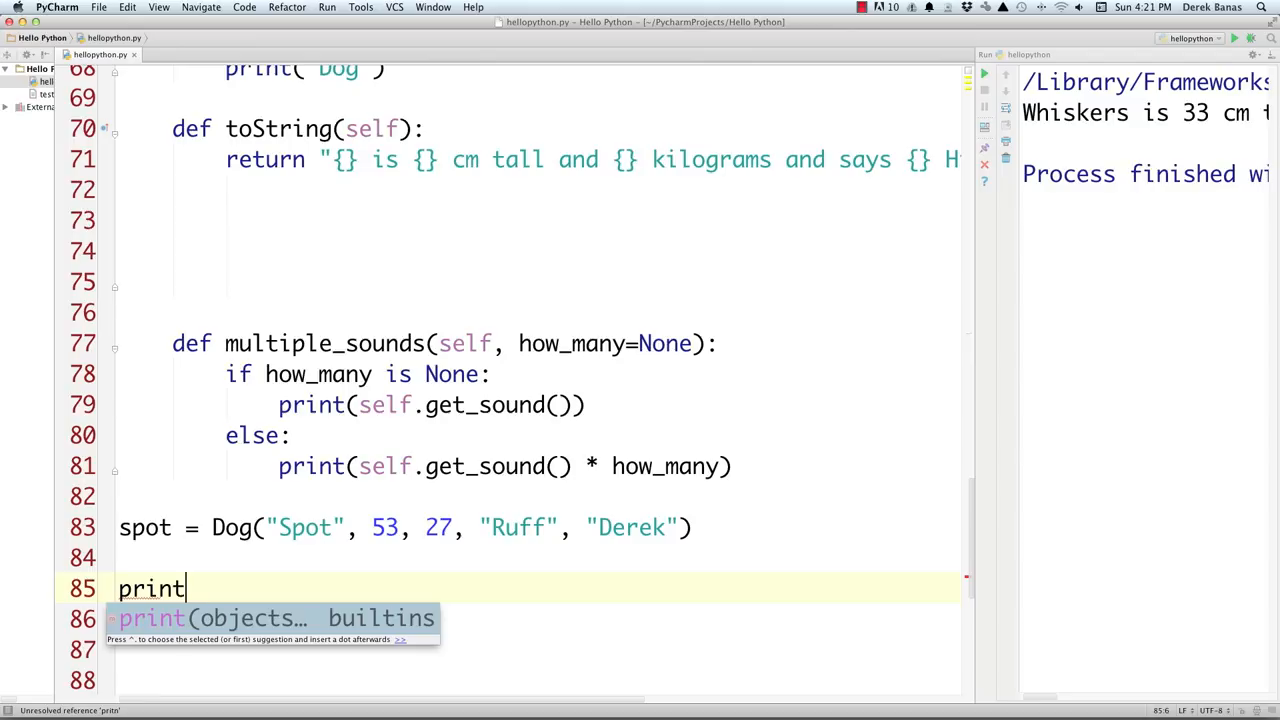 PyCharm File Edit View Navigate Code Refactor Run Tools VCS Window Help 10 Sun 4:21 PM Derek Banas
hellopython.py - Hello Python - [~/PycharmProjects/Hello Python]
Hello Python hellopython.py hellopython
hellopython.py Run hellopython
Hello P
hell
test
Extern
68 print("Dog")
69
70 def toString(self):
71 return "{} is {} cm tall and {} kilograms and says {} H
72
73
74
75
76
77 def multiple_sounds(self, how_many=None):
78 if how_many is None:
79 print(self.get_sound())
80 else:
81 print(self.get_sound() * how_many)
82
83 spot = Dog("Spot", 53, 27, "Ruff", "Derek")
84
85 print
86 print(objects… builtins
Press ^. to choose the selected (or first) suggestion and insert a dot afterwards >>
87
88
/Library/Frameworks
Whiskers is 33 cm t
Process finished wi
Unresolved reference 'pritn' 85:6 LF UTF-8